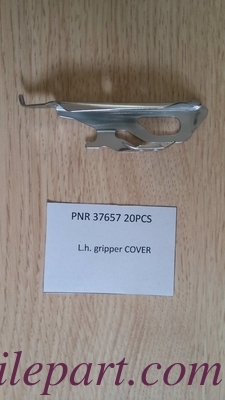 PNR 37657 20PCS
L.h. gripper COVER
ilepart.com